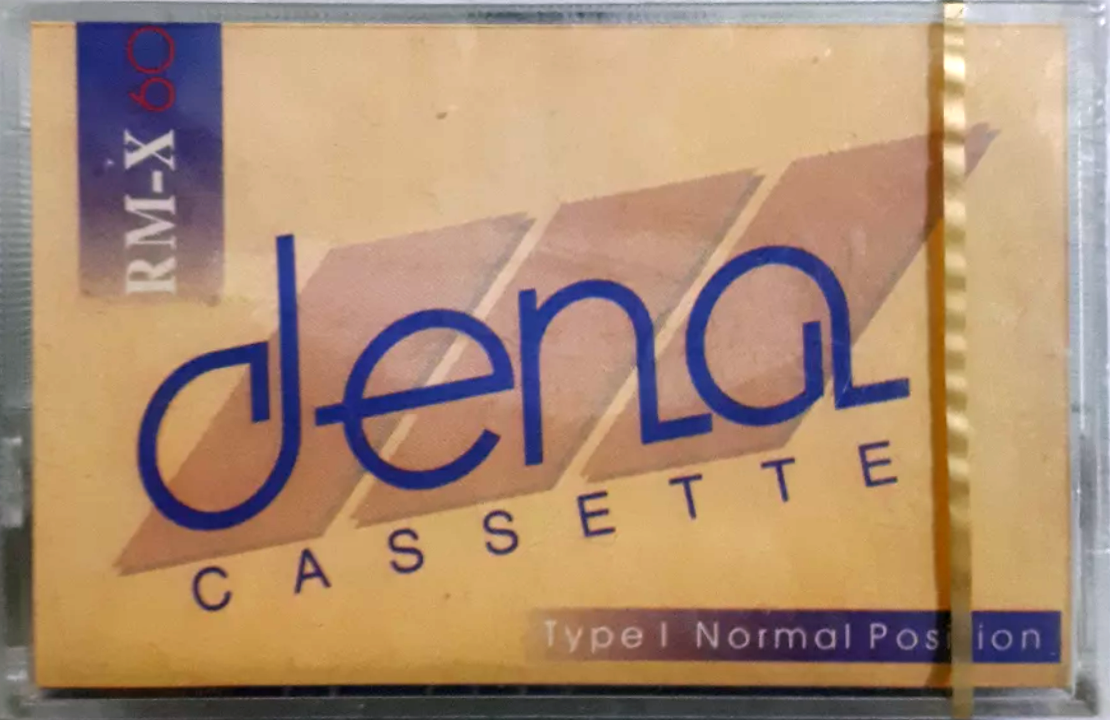 RM-X 60
dena
CASSETTE
Type I Normal Position